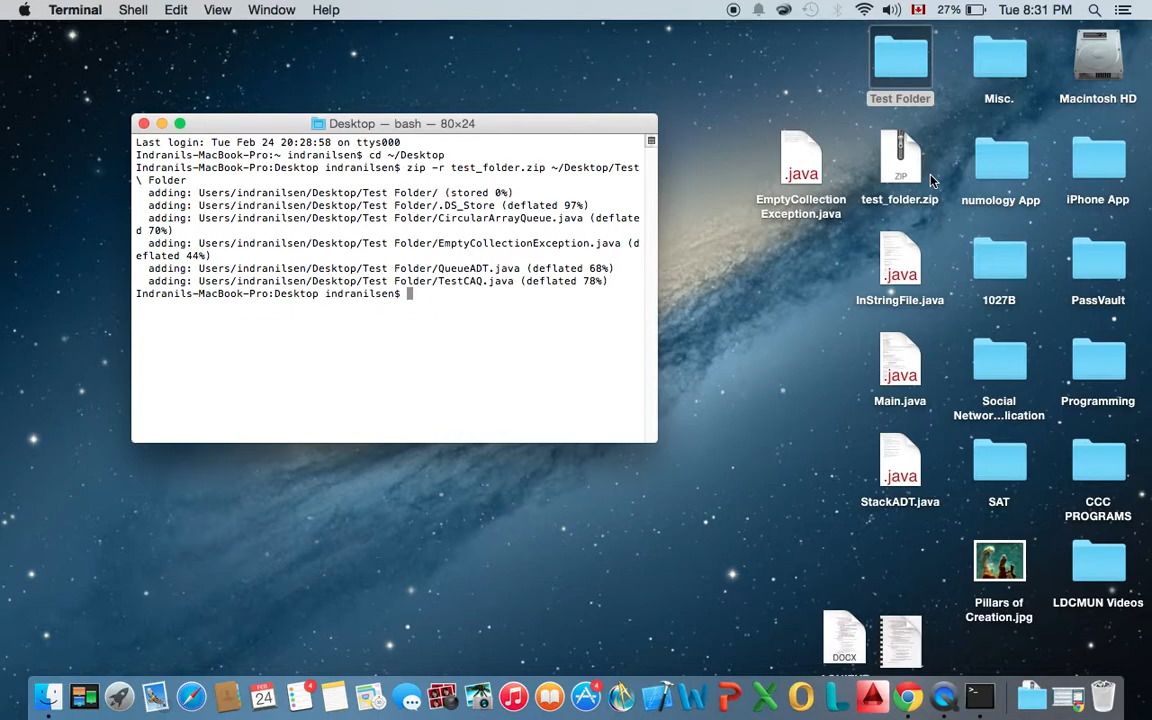 Terminal Shell Edit View Window Help 27% Tue 8:31 PM
Desktop — bash — 80×24
Last login: Tue Feb 24 20:28:58 on ttys000
Indranils-MacBook-Pro:~ indranilsen$ cd ~/Desktop
Indranils-MacBook-Pro:Desktop indranilsen$ zip -r test_folder.zip ~/Desktop/Test
\ Folder
adding: Users/indranilsen/Desktop/Test Folder/ (stored 0%)
adding: Users/indranilsen/Desktop/Test Folder/.DS_Store (deflated 97%)
adding: Users/indranilsen/Desktop/Test Folder/CircularArrayQueue.java (deflate
d 70%)
adding: Users/indranilsen/Desktop/Test Folder/EmptyCollectionException.java (d
eflated 44%)
adding: Users/indranilsen/Desktop/Test Folder/QueueADT.java (deflated 68%)
adding: Users/indranilsen/Desktop/Test Folder/TestCAQ.java (deflated 78%)
Indranils-MacBook-Pro:Desktop indranilsen$
Test Folder
Misc.
Macintosh HD
.java
ZIP
EmptyCollection
Exception.java
test_folder.zip
numology App
iPhone App
.java
InStringFile.java
1027B
PassVault
.java
Main.java
Social
Networ...lication
Programming
.java
StackADT.java
SAT
CCC
PROGRAMS
Pillars of
Creation.jpg
LDCMUN Videos
DOCX
FEB
24
4
4